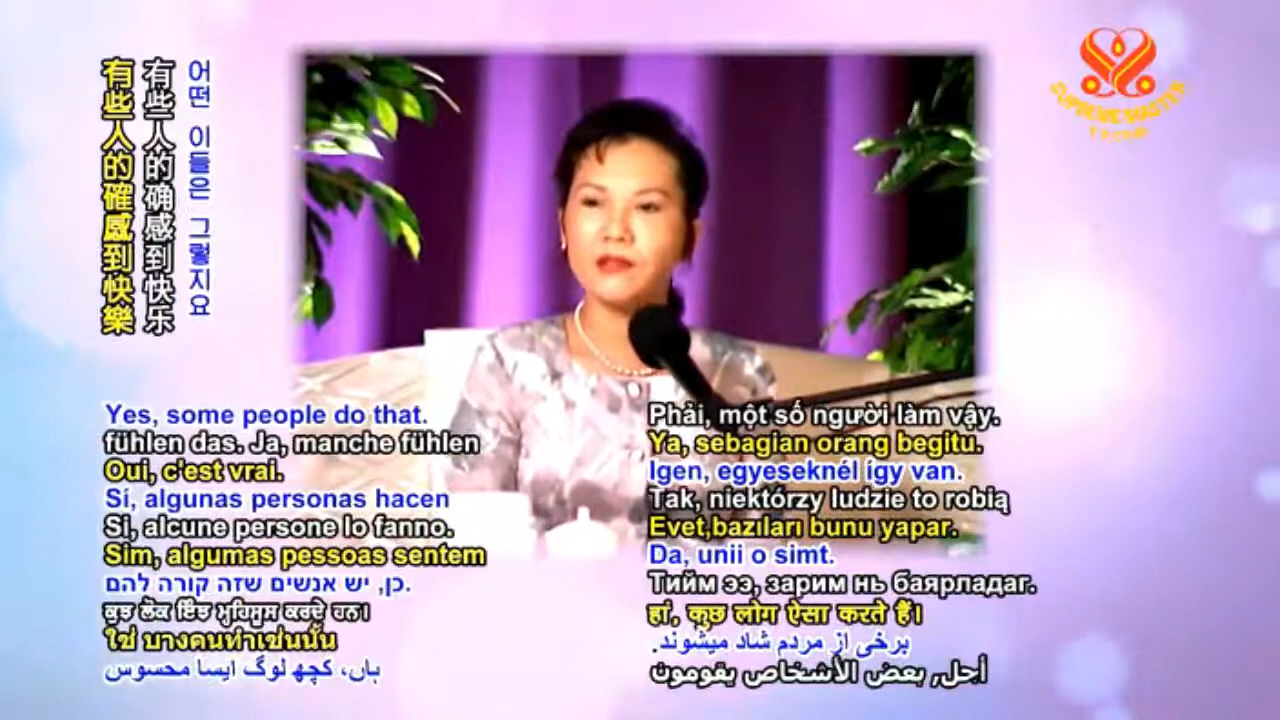 有些人的確感到快樂
有些人的确感到快乐
어떤 이들은 그렇지요
SUPREME MASTER
Yes, some people do that.
fühlen das. Ja, manche fühlen
Oui, c'est vrai.
Sí, algunas personas hacen
Si, alcune persone lo fanno.
Sim, algumas pessoas sentem
כן, יש אנשים שזה קורה להם.
ਕੁਝ ਲੋਕ ਇੰਝ ਮੁਹਿਸੂਸ ਕਰਦੇ ਹਨ।
ใช่ บางคนทำเช่นนั้น
ہاں، کچھ لوگ ایسا محسوس
Phải, một số người làm vậy.
Ya, sebagian orang begitu.
Igen, egyeseknél így van.
Tak, niektórzy ludzie to robią
Evet,bazıları bunu yapar.
Da, unii o simt.
Тийм ээ, зарим нь баярладаг.
हां, कुछ लोग ऐसा करते हैं।
برخی از مردم شاد میشوند.
أجل, بعض الأشخاص يقومون